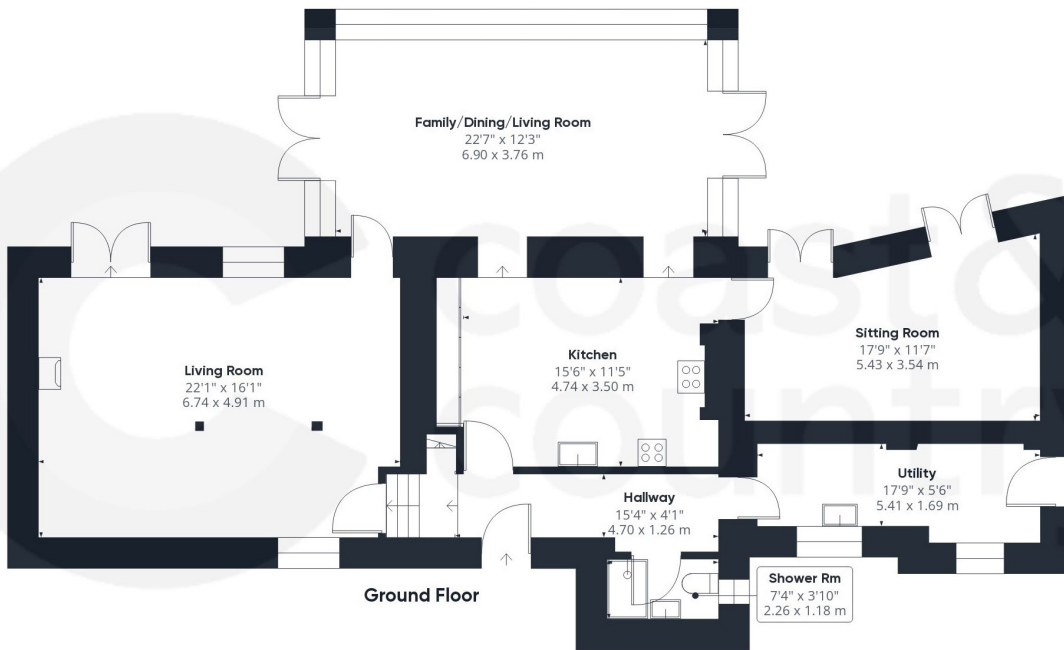 Family/Dining/Living Room
22'7" x 12'3"
6.90 x 3.76 m
Living Room
22'1" x 16'1"
6.74 x 4.91 m
Kitchen
15'6" x 11'5"
4.74 x 3.50 m
Sitting Room
17'9" x 11'7"
5.43 x 3.54 m
Utility
17'9" x 5'6"
5.41 x 1.69 m
Hallway
15'4" x 4'1"
4.70 x 1.26 m
Shower Rm
7'4" x 3'10"
2.26 x 1.18 m
Ground Floor
coast &
country